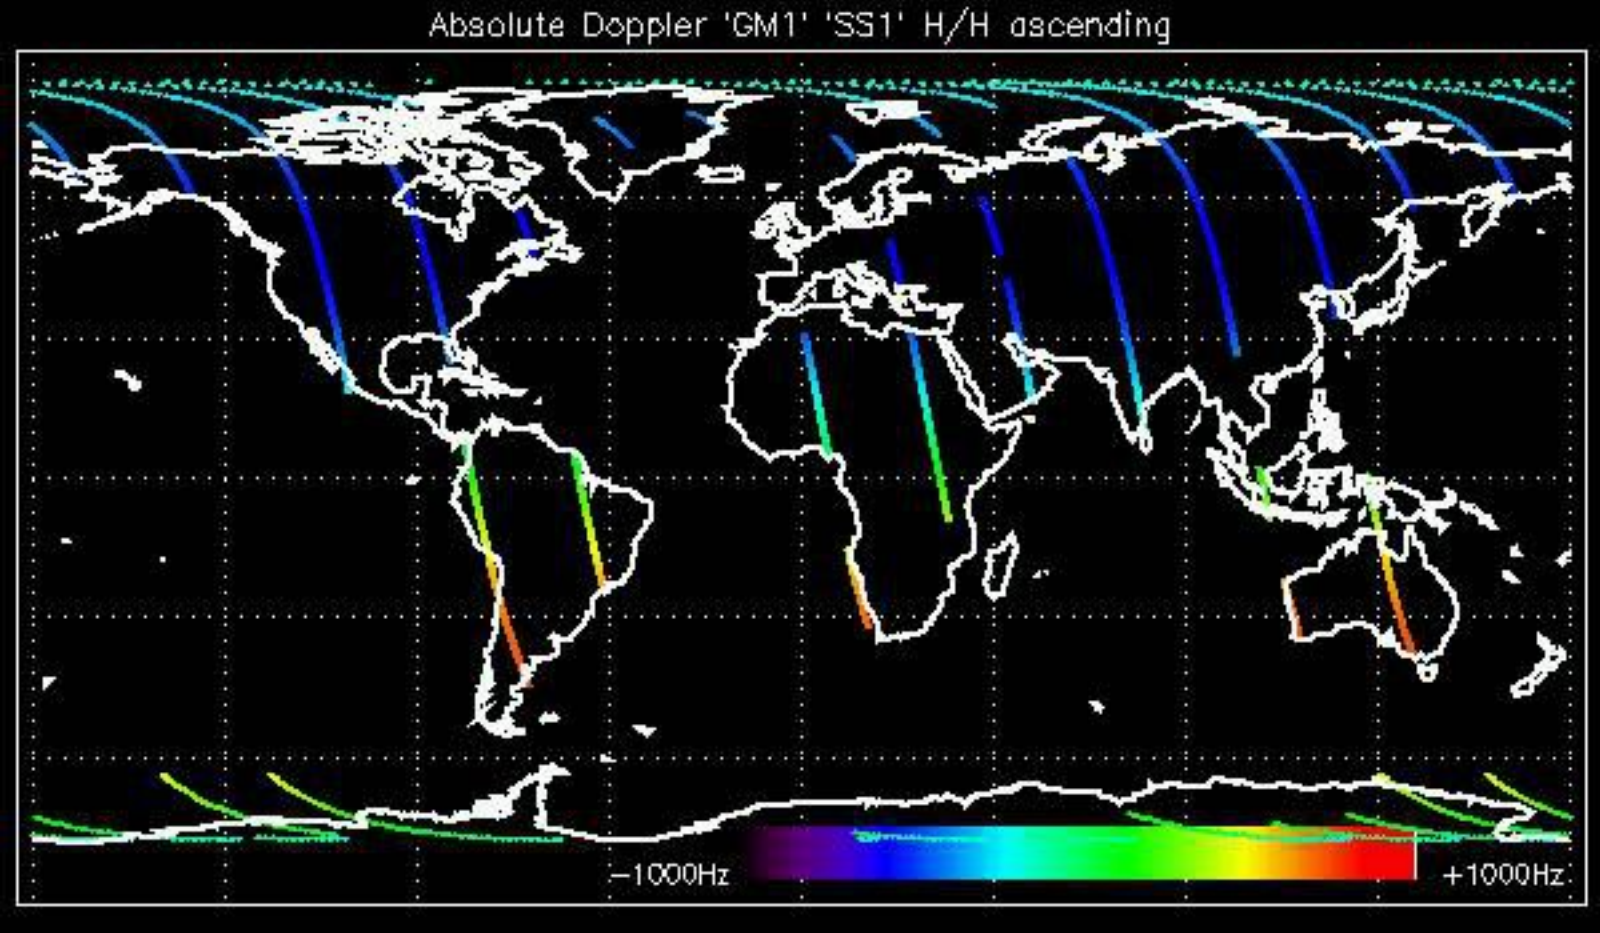 Absolute Doppler 'GM1' 'SS1' H/H ascending
−1000Hz
+1000Hz